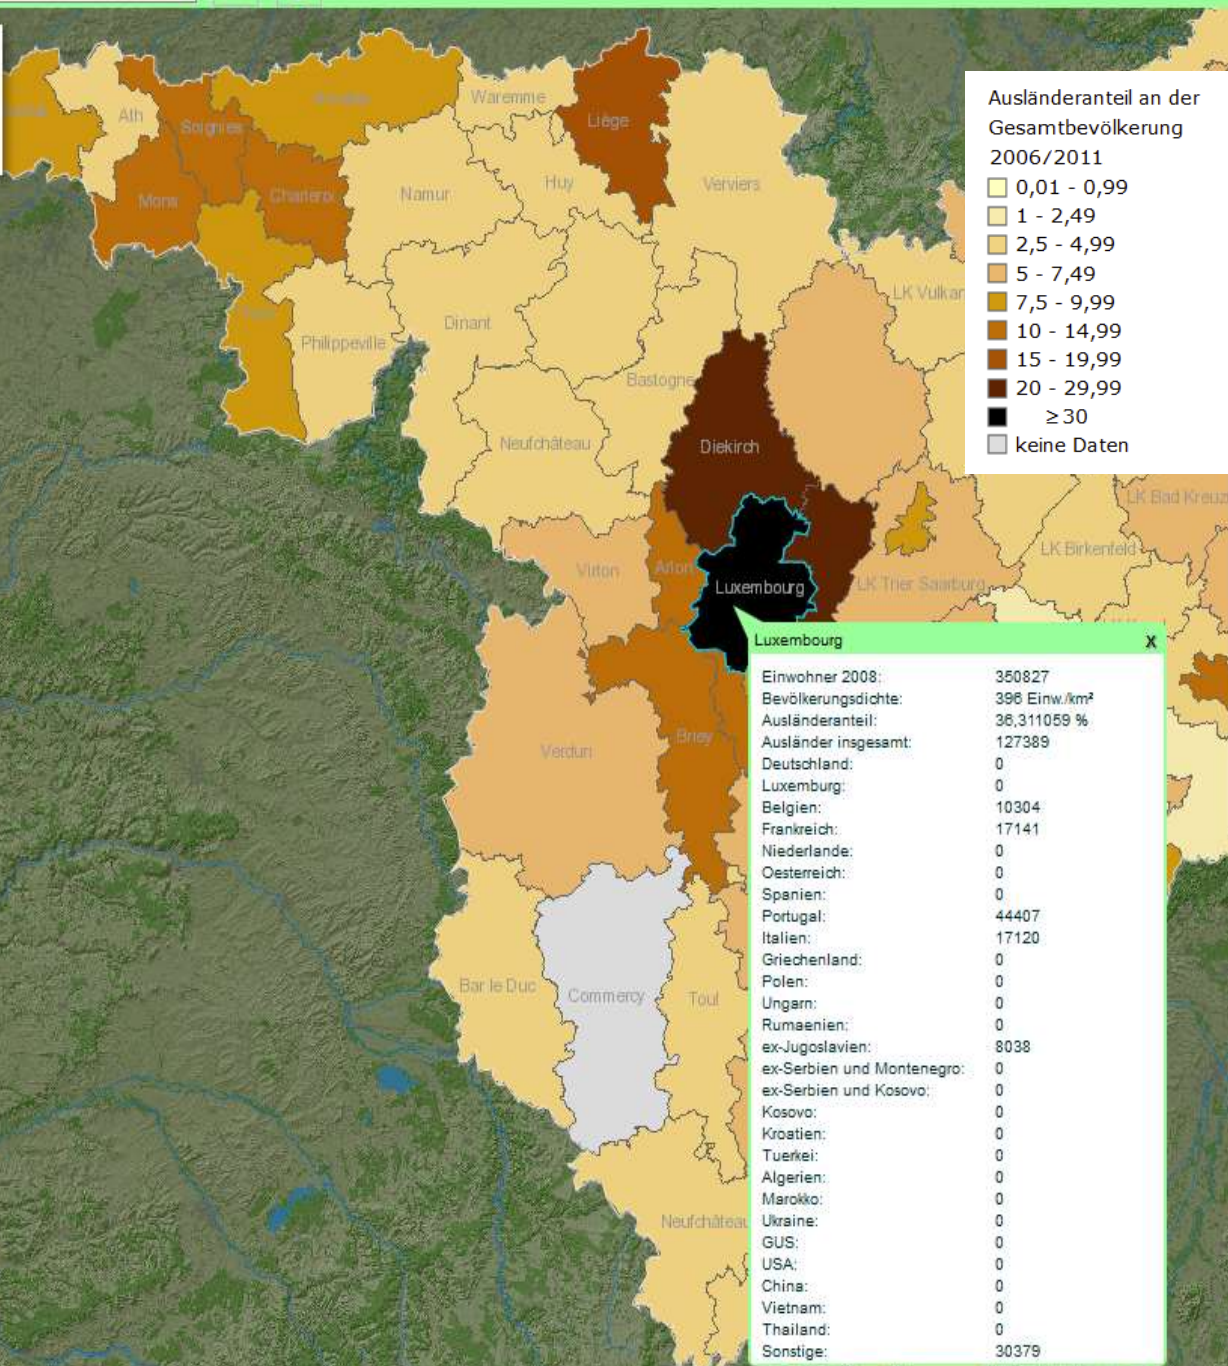 Waremme
Liège
Ath
Soignies
Verviers
Huy
Namur
Mons
Charleroi
LK Vulkan
Dinant
Philippeville
Bastogne
Neufchâteau
Diekirch
LK Bad Kreuz
LK Birkenfeld
Virton
Arlon
Luxembourg
LK Trier Saarburg
Verdun
Briey
Bar le Duc
Commercy
Toul
Neufchâteau
Ausländeranteil an der
Gesamtbevölkerung
2006/2011
0,01 - 0,99
1 - 2,49
2,5 - 4,99
5 - 7,49
7,5 - 9,99
10 - 14,99
15 - 19,99
20 - 29,99
≥30
keine Daten
Luxembourg X
Einwohner 2008: 350827
Bevölkerungsdichte: 396 Einw./km²
Ausländeranteil: 36,311059 %
Ausländer insgesamt: 127389
Deutschland: 0
Luxemburg: 0
Belgien: 10304
Frankreich: 17141
Niederlande: 0
Oesterreich: 0
Spanien: 0
Portugal: 44407
Italien: 17120
Griechenland: 0
Polen: 0
Ungarn: 0
Rumaenien: 0
ex-Jugoslavien: 8038
ex-Serbien und Montenegro: 0
ex-Serbien und Kosovo: 0
Kosovo: 0
Kroatien: 0
Tuerkei: 0
Algerien: 0
Marokko: 0
Ukraine: 0
GUS: 0
USA: 0
China: 0
Vietnam: 0
Thailand: 0
Sonstige: 30379